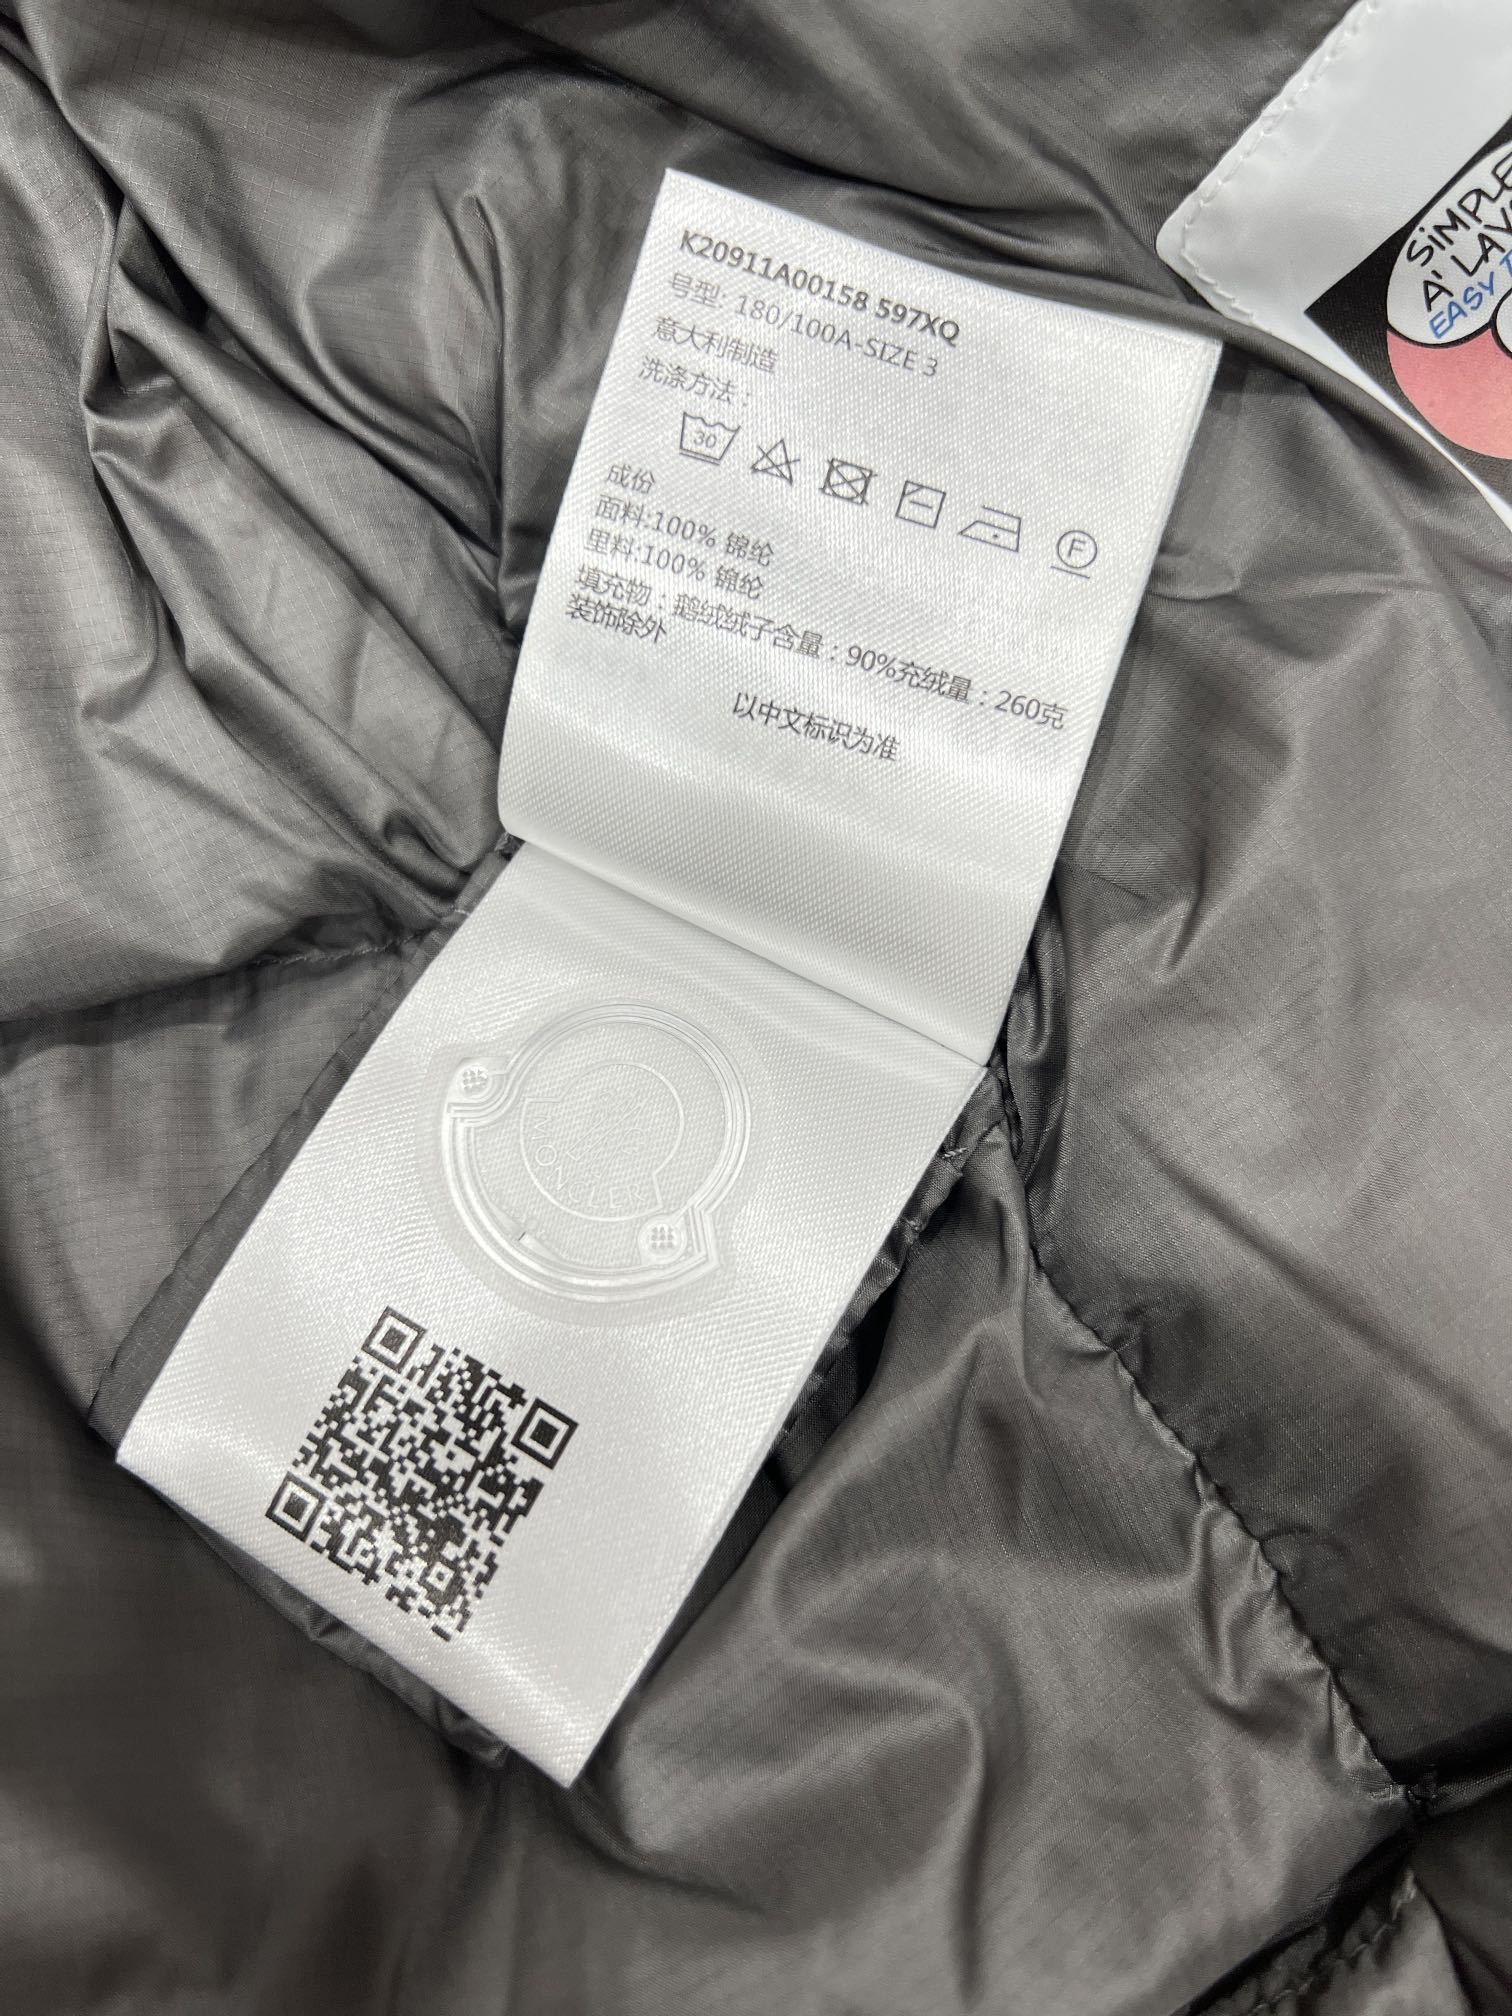 K20911A00158 597XQ
号型: 180/100A-SIZE 3
意大利制造
洗涤方法：
30
F
成份
面料:100% 锦纶
里料:100% 锦纶
填充物：鹅绒绒子含量：90%充绒量：260克
装饰除外
以中文标识为准
MONCLER
SiMPLE
A' LAV
EASY T